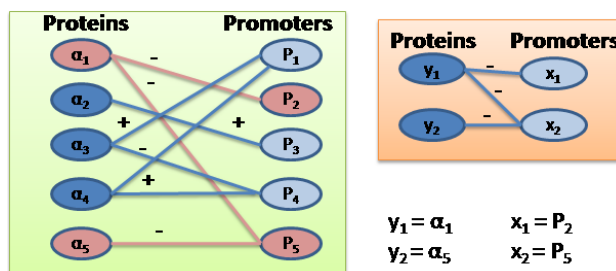 Proteins Promoters
α1 - P1
-
α2 P2
+ +
α3 P3
-
α4 + P4
α5 - P5
Proteins Promoters
y1 - x1
-
y2 - x2
y1 = α1 x1 = P2
y2 = α5 x2 = P5